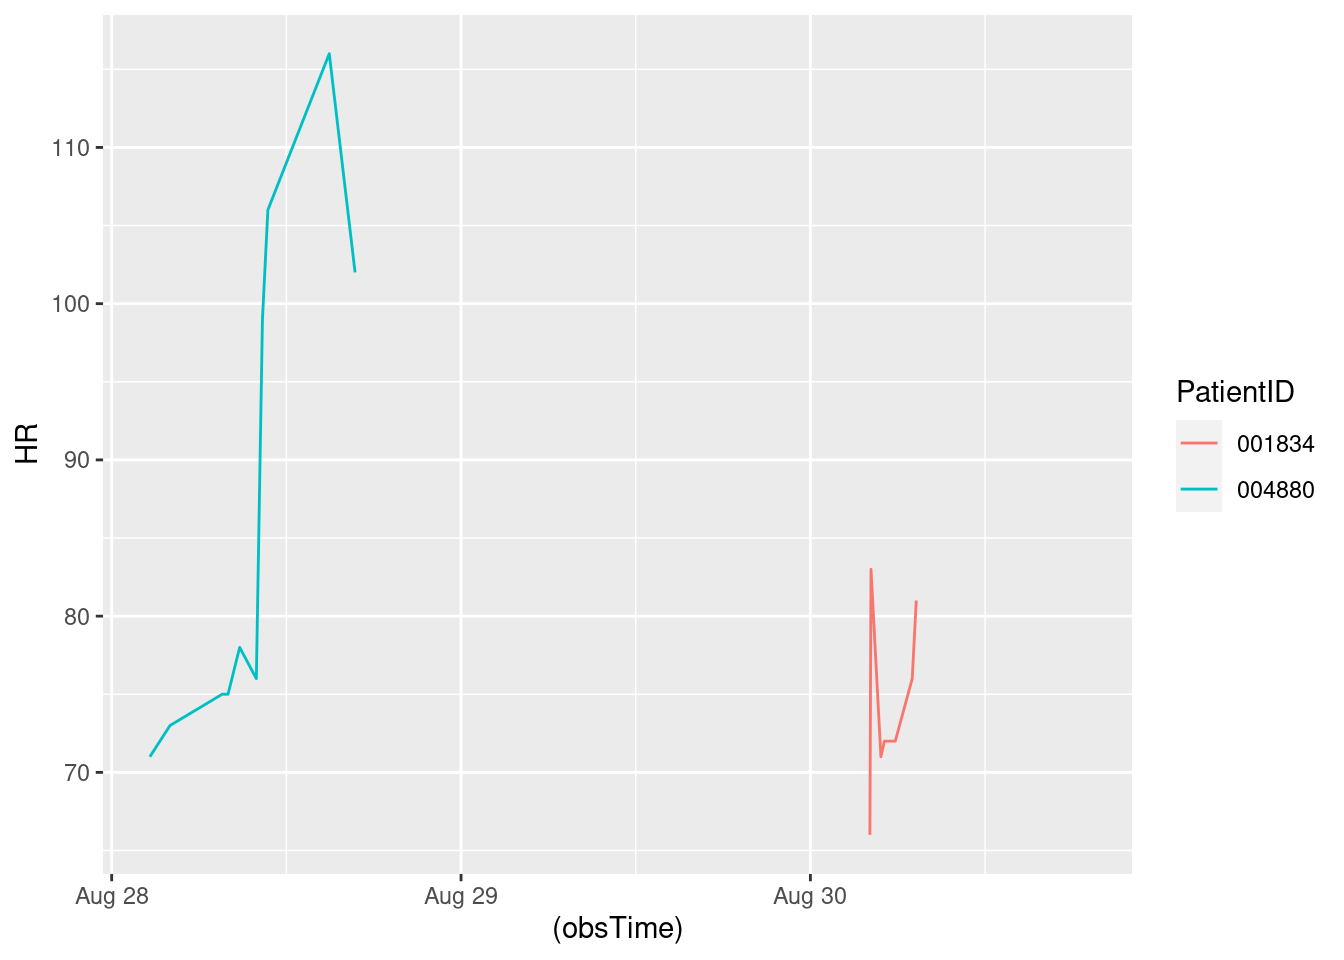 110
100
90
80
70
HR
Aug 28
Aug 29
Aug 30
(obsTime)
PatientID
001834
004880